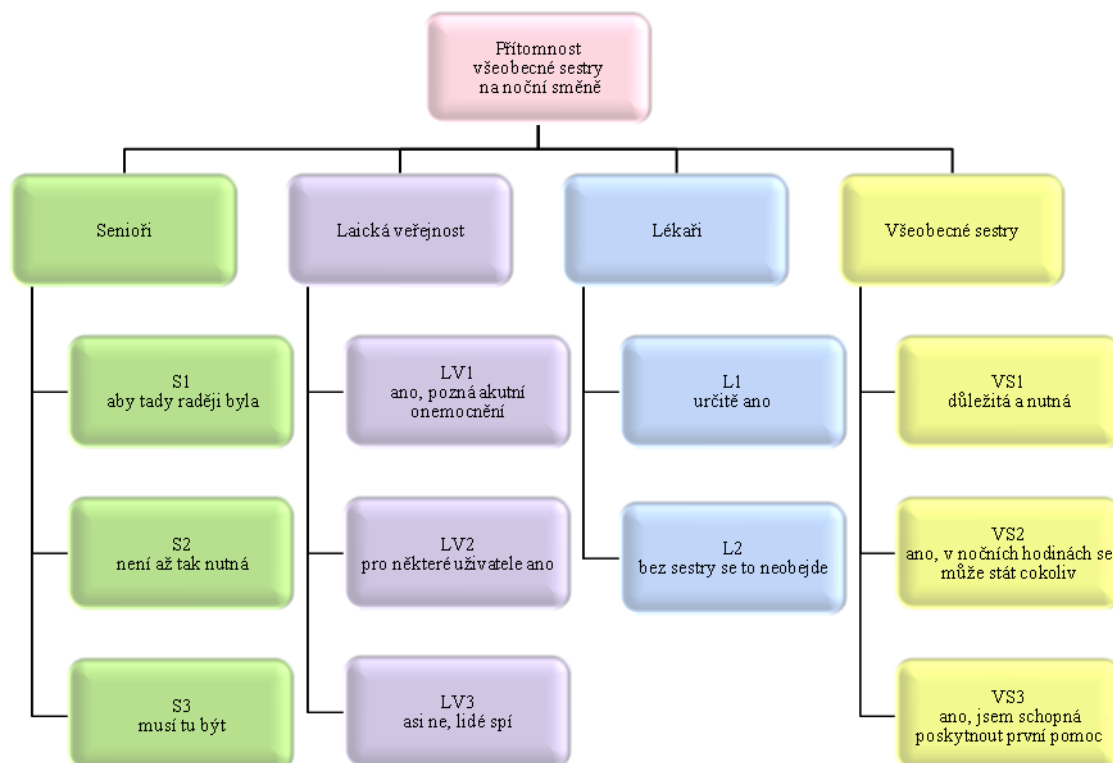 Přítomnost
všeobecné sestry
na noční směně
Senioři
Laická veřejnost
Lékaři
Všeobecné sestry
S1
aby tady raději byla
LV1
ano, pozná akutní
onemocnění
L1
určitě ano
VS1
důležitá a nutná
S2
není až tak nutná
LV2
pro některé uživatele ano
L2
bez sestry se to neobejde
VS2
ano, v nočních hodinách se
může stát cokoliv
S3
musí tu být
LV3
asi ne, lidé spí
VS3
ano, jsem schopná
poskytnout první pomoc